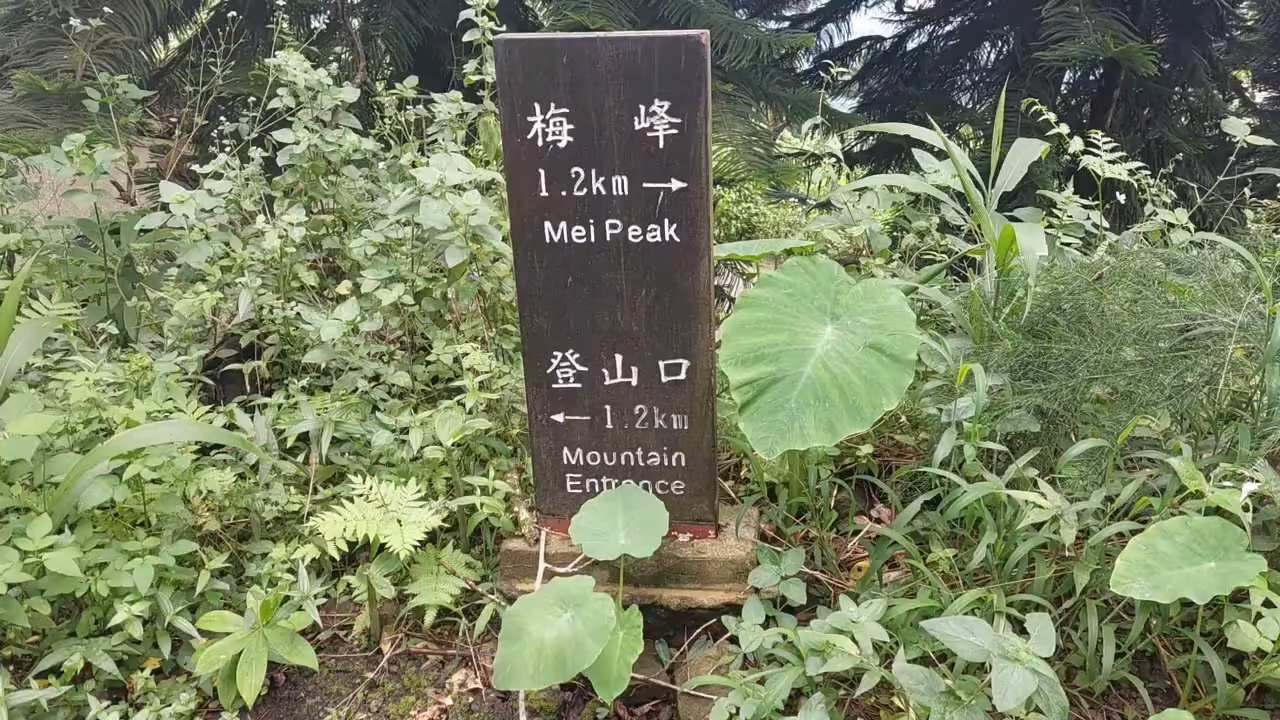 梅 峰
1.2km →
Mei Peak
登山口
← 1.2km
Mountain
Entrance